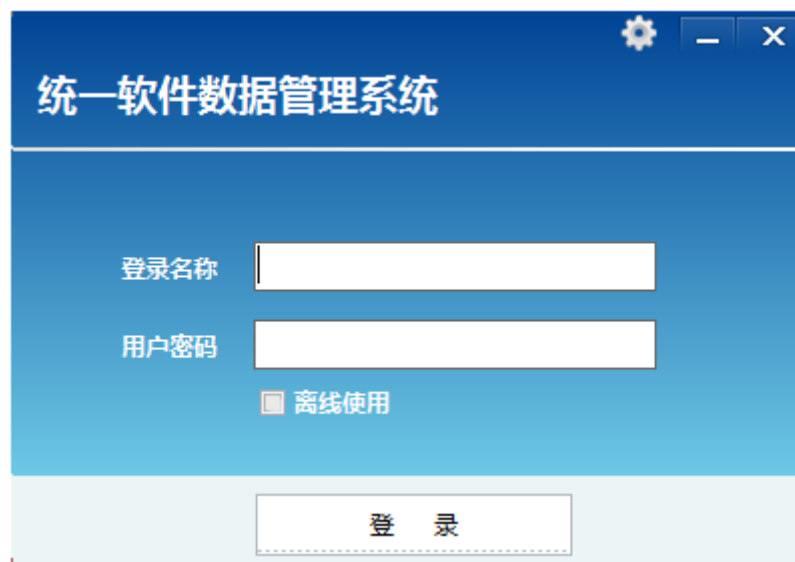 统一软件数据管理系统
登录名称
用户密码
离线使用
登 录